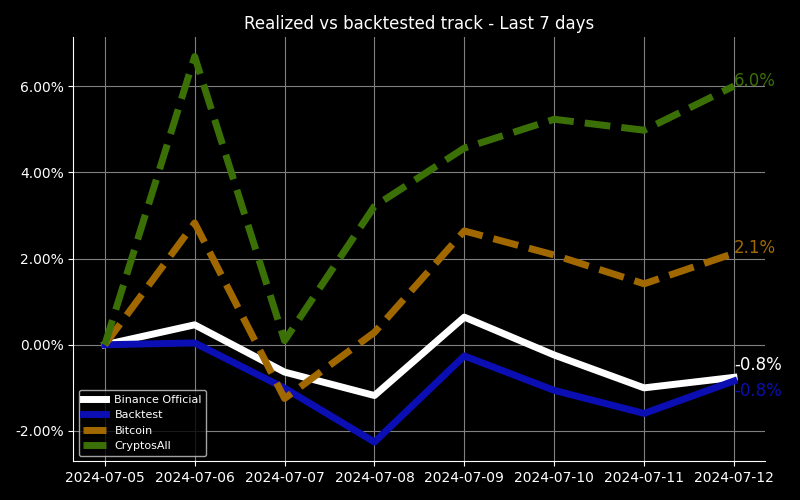 Realized vs backtested track - Last 7 days
6.00%
4.00%
2.00%
0.00%
-2.00%
6.0%
2.1%
-0.8%
-0.8%
Binance Official
Backtest
Bitcoin
CryptosAll
2024-07-05 2024-07-06 2024-07-07 2024-07-08 2024-07-09 2024-07-10 2024-07-11 2024-07-12